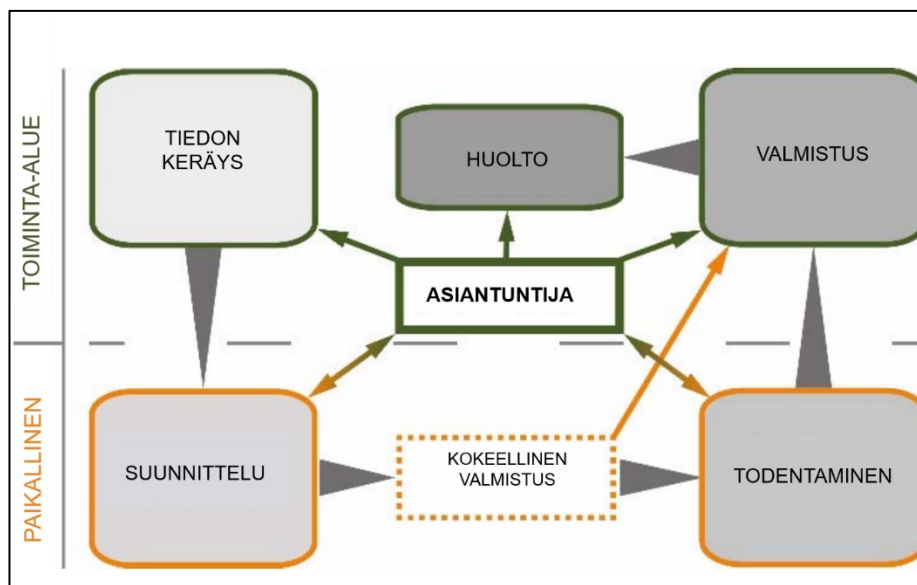 TOIMINTA-ALUE
TIEDON
KERÄYS
HUOLTO
VALMISTUS
ASIANTUNTIJA
PAIKALLINEN
SUUNNITTELU
KOKEELLINEN
VALMISTUS
TODENTAMINEN